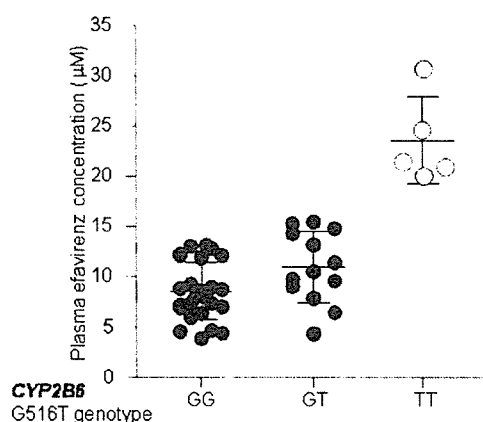 35
30
25
20
15
10
5
0
Plasma efavirenz concentration ( µM)
GG GT TT
CYP2B6
G516T genotype